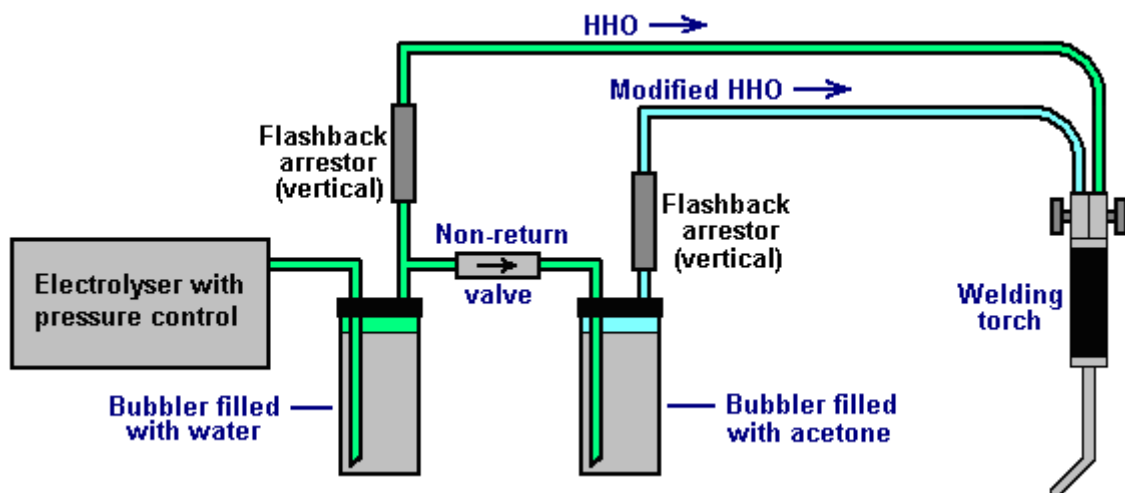 HHO
Modified HHO
Flashback
arrestor
(vertical)
Flashback
arrestor
(vertical)
Non-return
valve
Electrolyser with
pressure control
Welding
torch
Bubbler filled
with water
Bubbler filled
with acetone